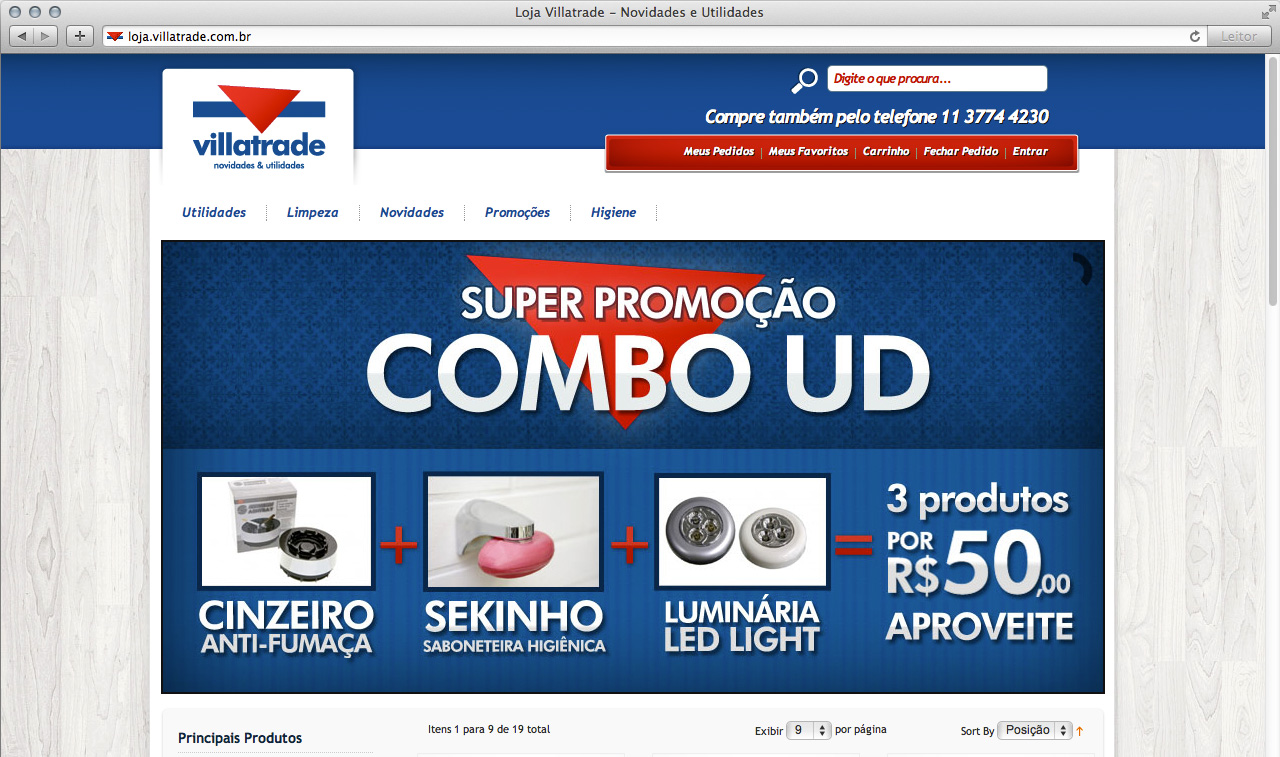 Loja Villatrade – Novidades e Utilidades
loja.villatrade.com.br
Leitor
villatrade
novidades & utilidades
Digite o que procura...
Compre também pelo telefone 11 3774 4230
Meus Pedidos | Meus Favoritos | Carrinho | Fechar Pedido | Entrar
Utilidades
Limpeza
Novidades
Promoções
Higiene
SUPER PROMOÇÃO
COMBO UD
CINZEIRO
ANTI-FUMAÇA
+
SEKINHO
SABONETEIRA HIGIÊNICA
+
LUMINÁRIA
LED LIGHT
=
3 produtos
POR
R$50,00
APROVEITE
Principais Produtos
Itens 1 para 9 de 19 total
Exibir 9 por página
Sort By Posição